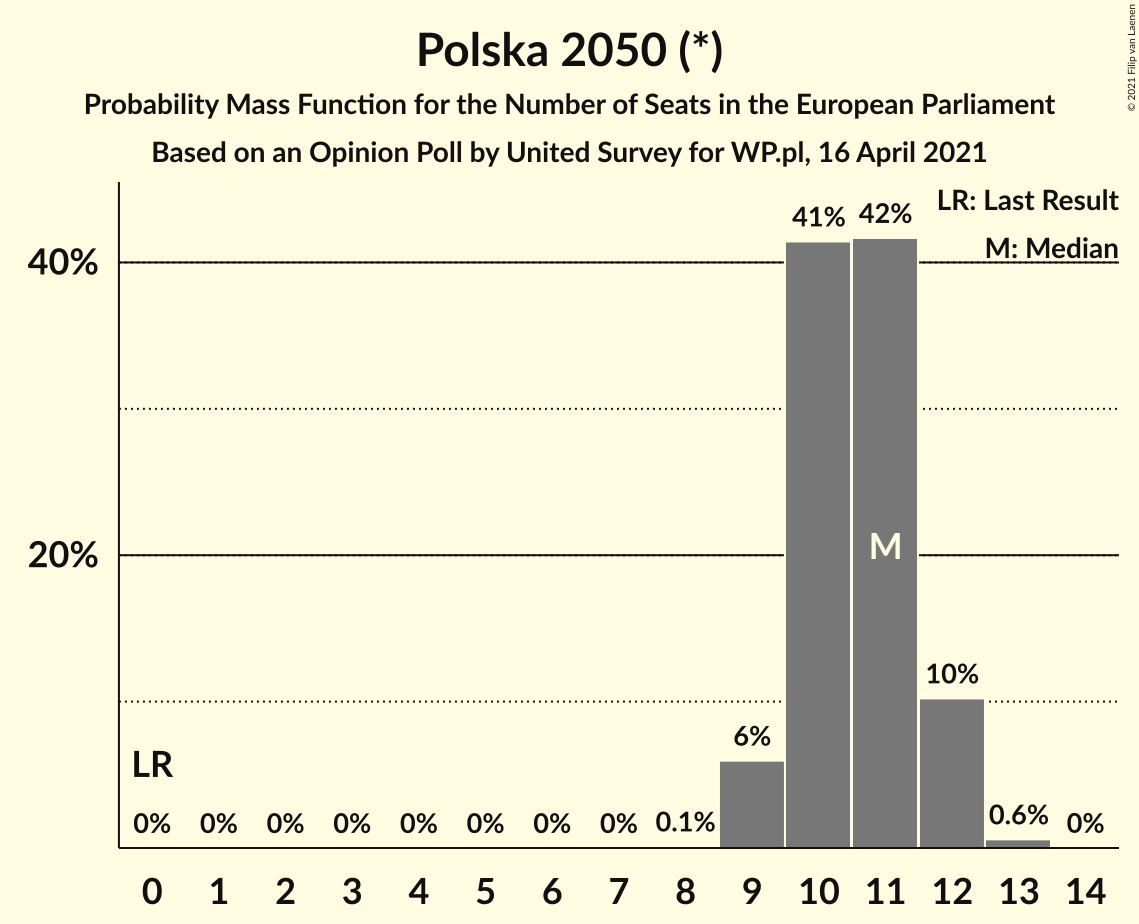 Polska 2050 (*)
Probability Mass Function for the Number of Seats in the European Parliament
Based on an Opinion Poll by United Survey for WP.pl, 16 April 2021
© 2021 Filip van Laenen
LR: Last Result
M: Median
40%
20%
41%
42%
M
10%
6%
LR
0% 0% 0% 0% 0% 0% 0% 0% 0.1% 0.6% 0%
0 1 2 3 4 5 6 7 8 9 10 11 12 13 14